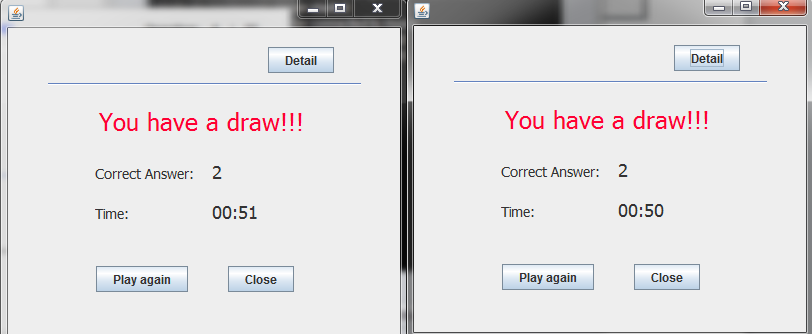 Detail
You have a draw!!!
Correct Answer: 2
Time: 00:51
Play again Close
Detail
You have a draw!!!
Correct Answer: 2
Time: 00:50
Play again Close